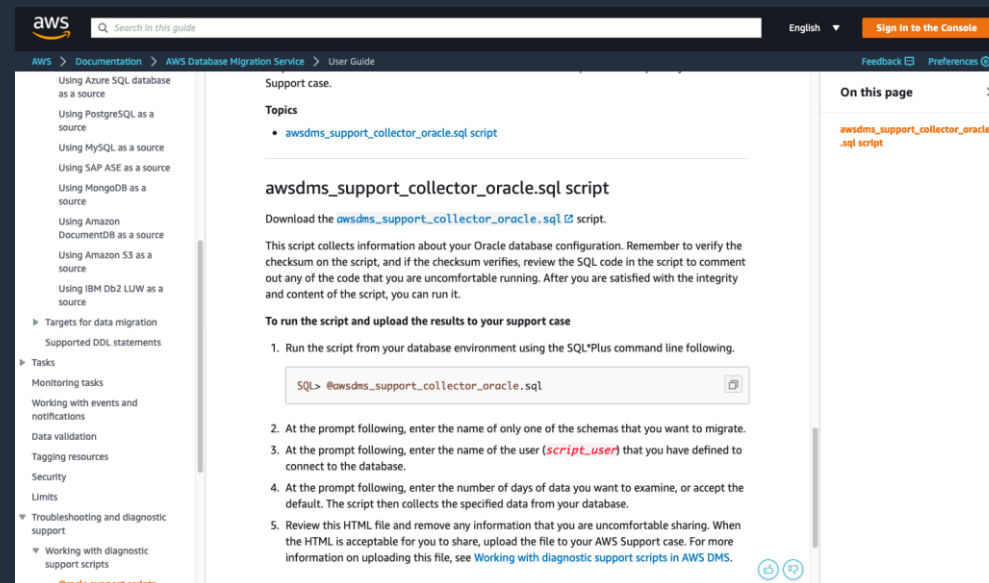 aws
Search in this guide
English
Sign In to the Console
AWS > Documentation > AWS Database Migration Service > User Guide
Feedback
Preferences
Using Azure SQL database
as a source
Using PostgreSQL as a
source
Using MySQL as a source
Using SAP ASE as a source
Using MongoDB as a
source
Using Amazon
DocumentDB as a source
Using Amazon S3 as a
source
Using IBM Db2 LUW as a
source
Targets for data migration
Supported DDL statements
Tasks
Monitoring tasks
Working with events and
notifications
Data validation
Tagging resources
Security
Limits
Troubleshooting and diagnostic
support
Working with diagnostic
support scripts
Oracle support scripts
Support case.
Topics
• awsdms_support_collector_oracle.sql script
awsdms_support_collector_oracle.sql script
Download the awsdms_support_collector_oracle.sql script.
This script collects information about your Oracle database configuration. Remember to verify the
checksum on the script, and if the checksum verifies, review the SQL code in the script to comment
out any of the code that you are uncomfortable running. After you are satisfied with the integrity
and content of the script, you can run it.
To run the script and upload the results to your support case
1. Run the script from your database environment using the SQL*Plus command line following.
SQL> @awsdms_support_collector_oracle.sql
2. At the prompt following, enter the name of only one of the schemas that you want to migrate.
3. At the prompt following, enter the name of the user (script_user) that you have defined to
connect to the database.
4. At the prompt following, enter the number of days of data you want to examine, or accept the
default. The script then collects the specified data from your database.
5. Review this HTML file and remove any information that you are uncomfortable sharing. When
the HTML is acceptable for you to share, upload the file to your AWS Support case. For more
information on uploading this file, see Working with diagnostic support scripts in AWS DMS.
On this page
awsdms_support_collector_oracle
.sql script